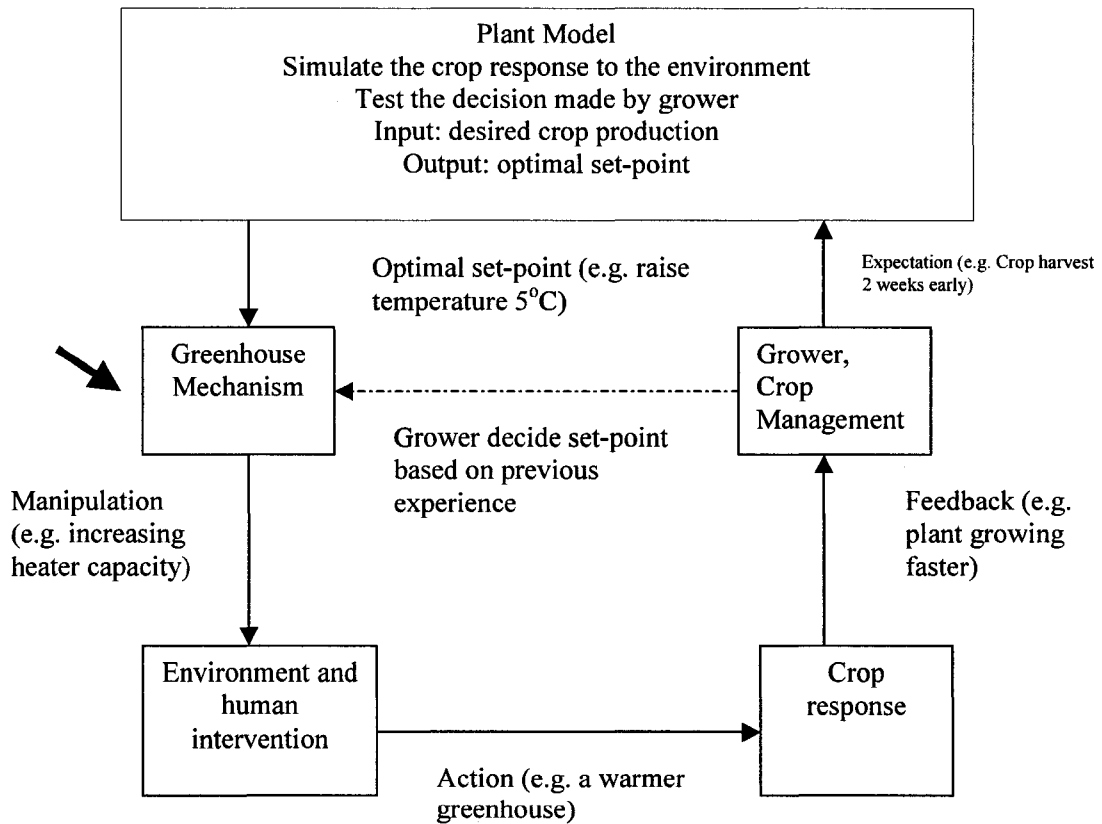 Plant Model
Simulate the crop response to the environment
Test the decision made by grower
Input: desired crop production
Output: optimal set-point
Optimal set-point (e.g. raise
temperature 5°C)
Expectation (e.g. Crop harvest
2 weeks early)
Greenhouse
Mechanism
Grower,
Crop
Management
Grower decide set-point
based on previous
experience
Manipulation
(e.g. increasing
heater capacity)
Feedback (e.g.
plant growing
faster)
Environment and
human
intervention
Crop
response
Action (e.g. a warmer
greenhouse)